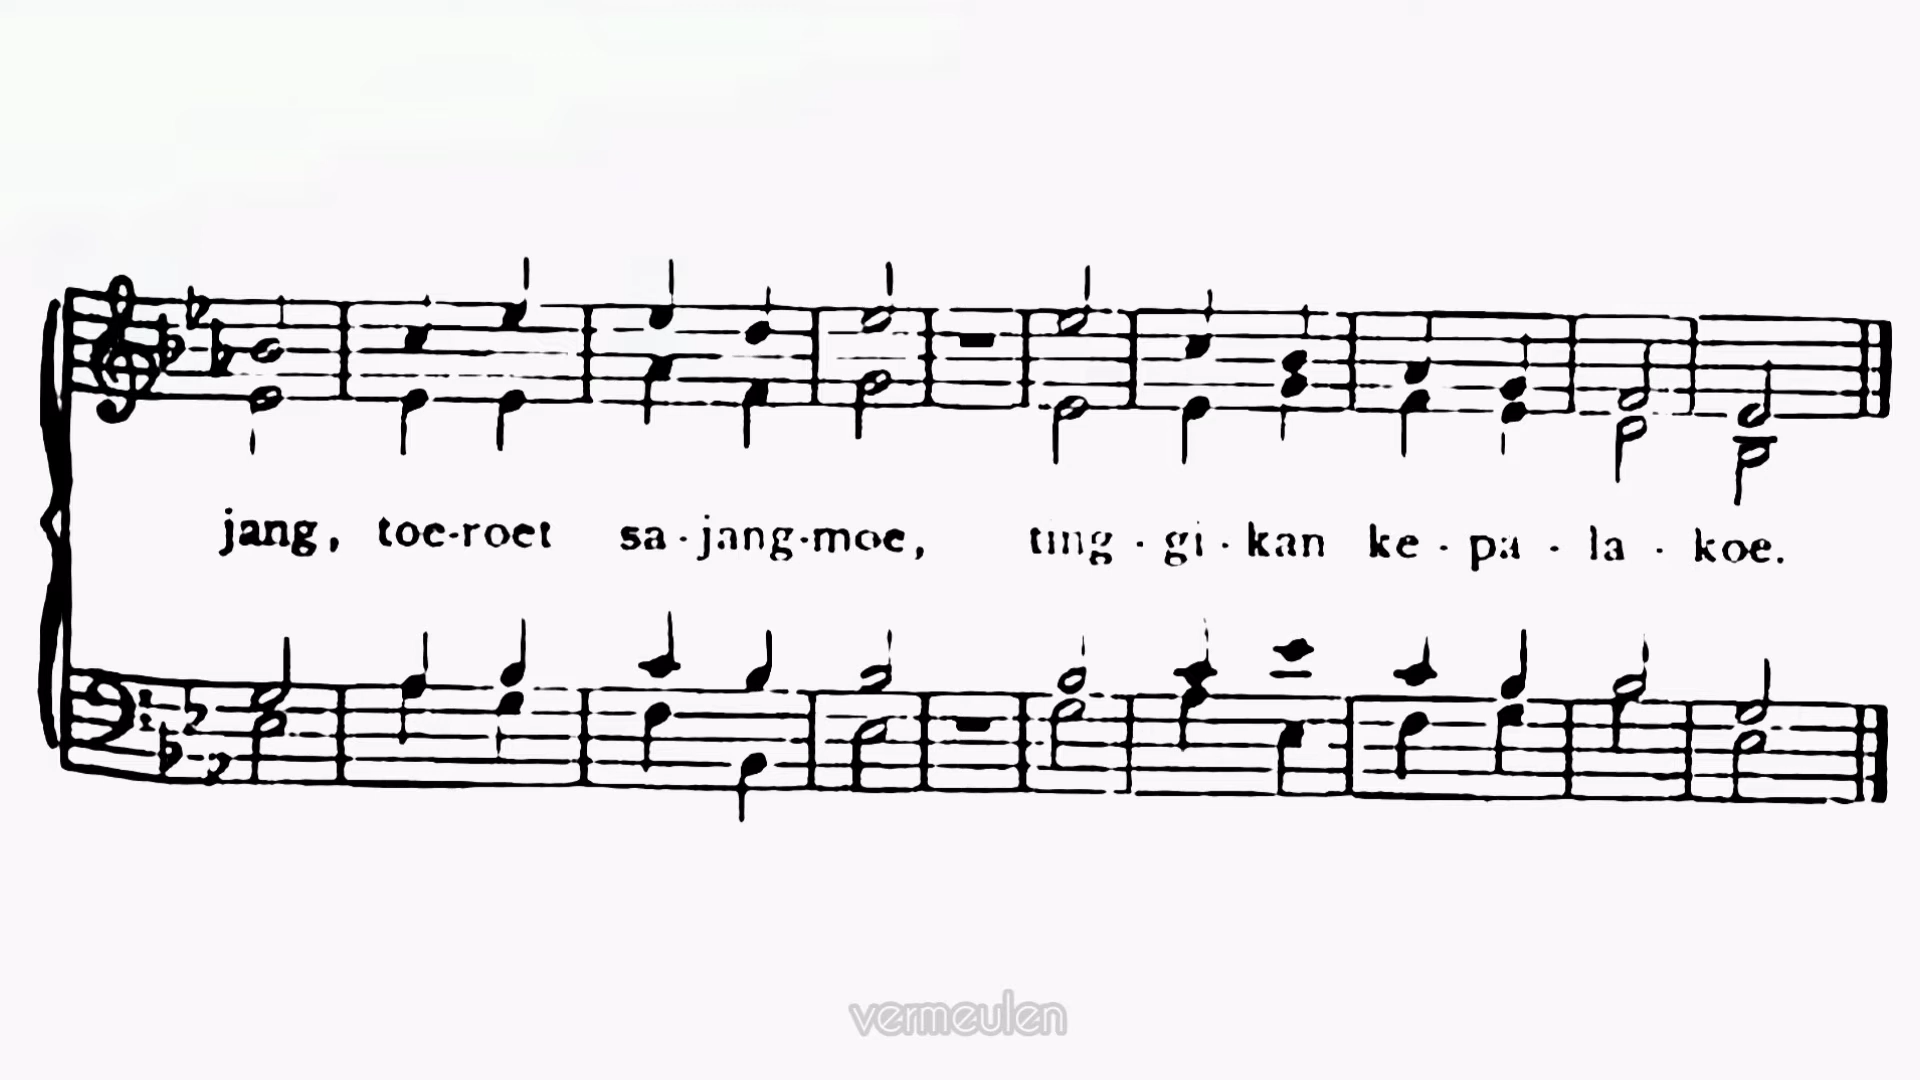 jang, toe-roet sa-jang-moe, ting-gi-kan ke-pa-la-koe.
vermeulen